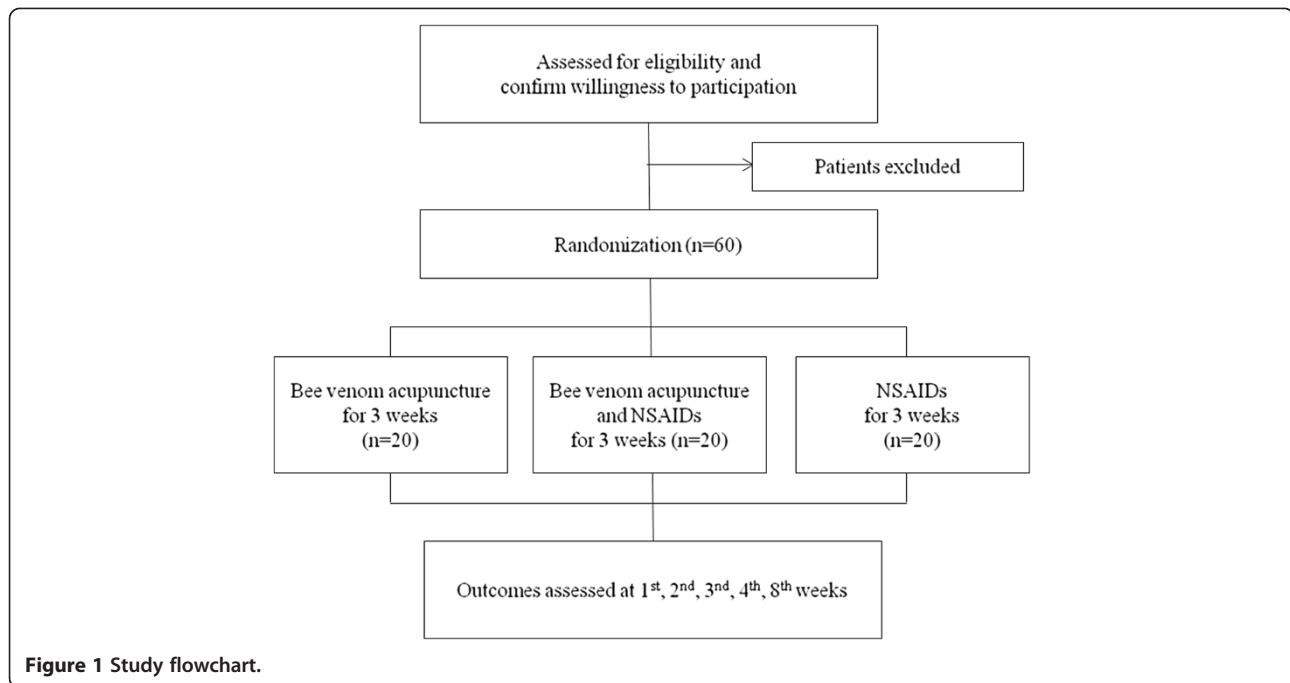 Assessed for eligibility and
confirm willingness to participation
Patients excluded
Randomization (n=60)
Bee venom acupuncture
for 3 weeks
(n=20)
Bee venom acupuncture
and NSAIDs
for 3 weeks (n=20)
NSAIDs
for 3 weeks
(n=20)
Outcomes assessed at 1st, 2nd, 3nd, 4th, 8th weeks
Figure 1 Study flowchart.